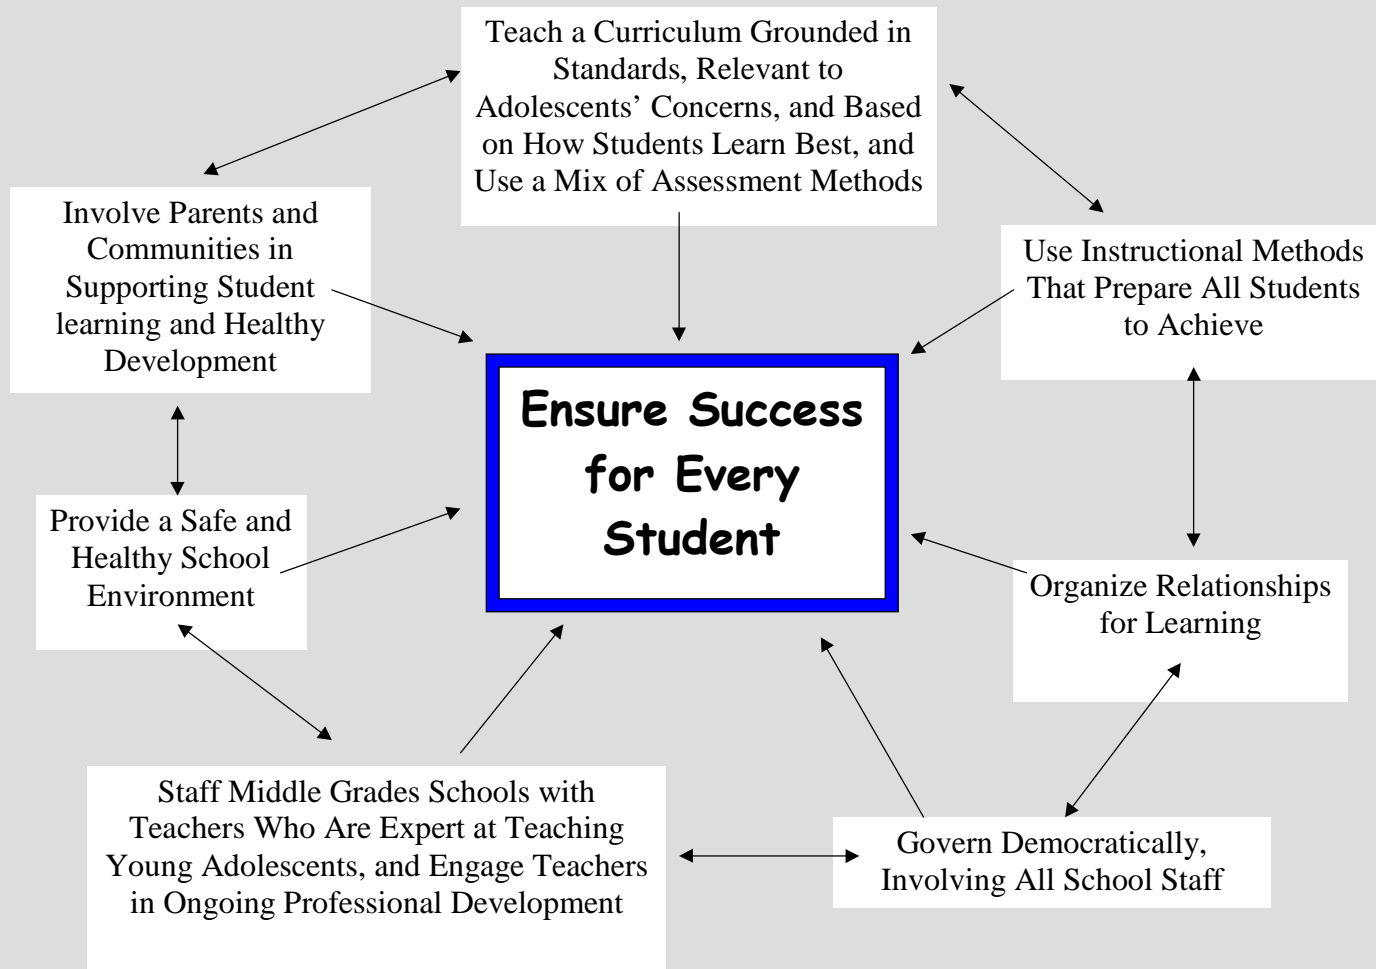 Teach a Curriculum Grounded in
Standards, Relevant to
Adolescents’ Concerns, and Based
on How Students Learn Best, and
Use a Mix of Assessment Methods
Involve Parents and
Communities in
Supporting Student
learning and Healthy
Development
Use Instructional Methods
That Prepare All Students
to Achieve
Ensure Success
for Every
Student
Provide a Safe and
Healthy School
Environment
Organize Relationships
for Learning
Staff Middle Grades Schools with
Teachers Who Are Expert at Teaching
Young Adolescents, and Engage Teachers
in Ongoing Professional Development
Govern Democratically,
Involving All School Staff